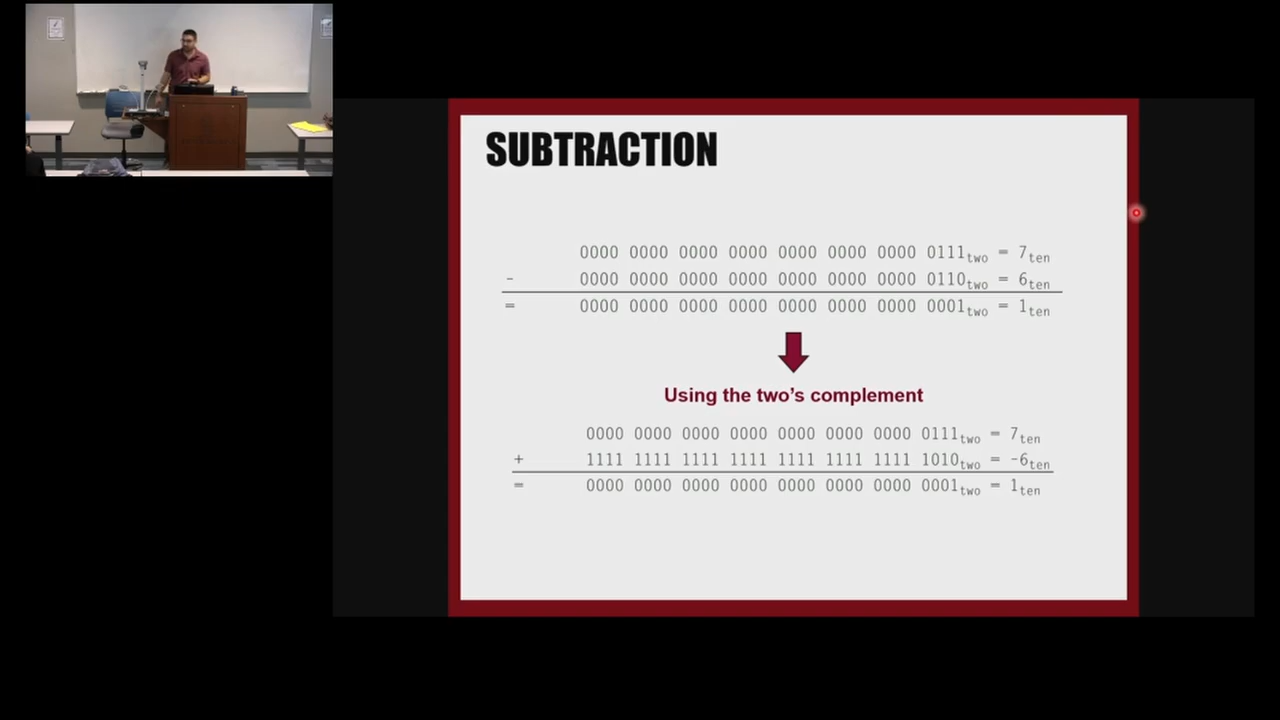 SUBTRACTION
0000 0000 0000 0000 0000 0000 0000 0111two = 7ten
- 0000 0000 0000 0000 0000 0000 0000 0110two = 6ten
= 0000 0000 0000 0000 0000 0000 0000 0001two = 1ten
Using the two's complement
0000 0000 0000 0000 0000 0000 0000 0111two = 7ten
+ 1111 1111 1111 1111 1111 1111 1111 1010two = -6ten
= 0000 0000 0000 0000 0000 0000 0000 0001two = 1ten